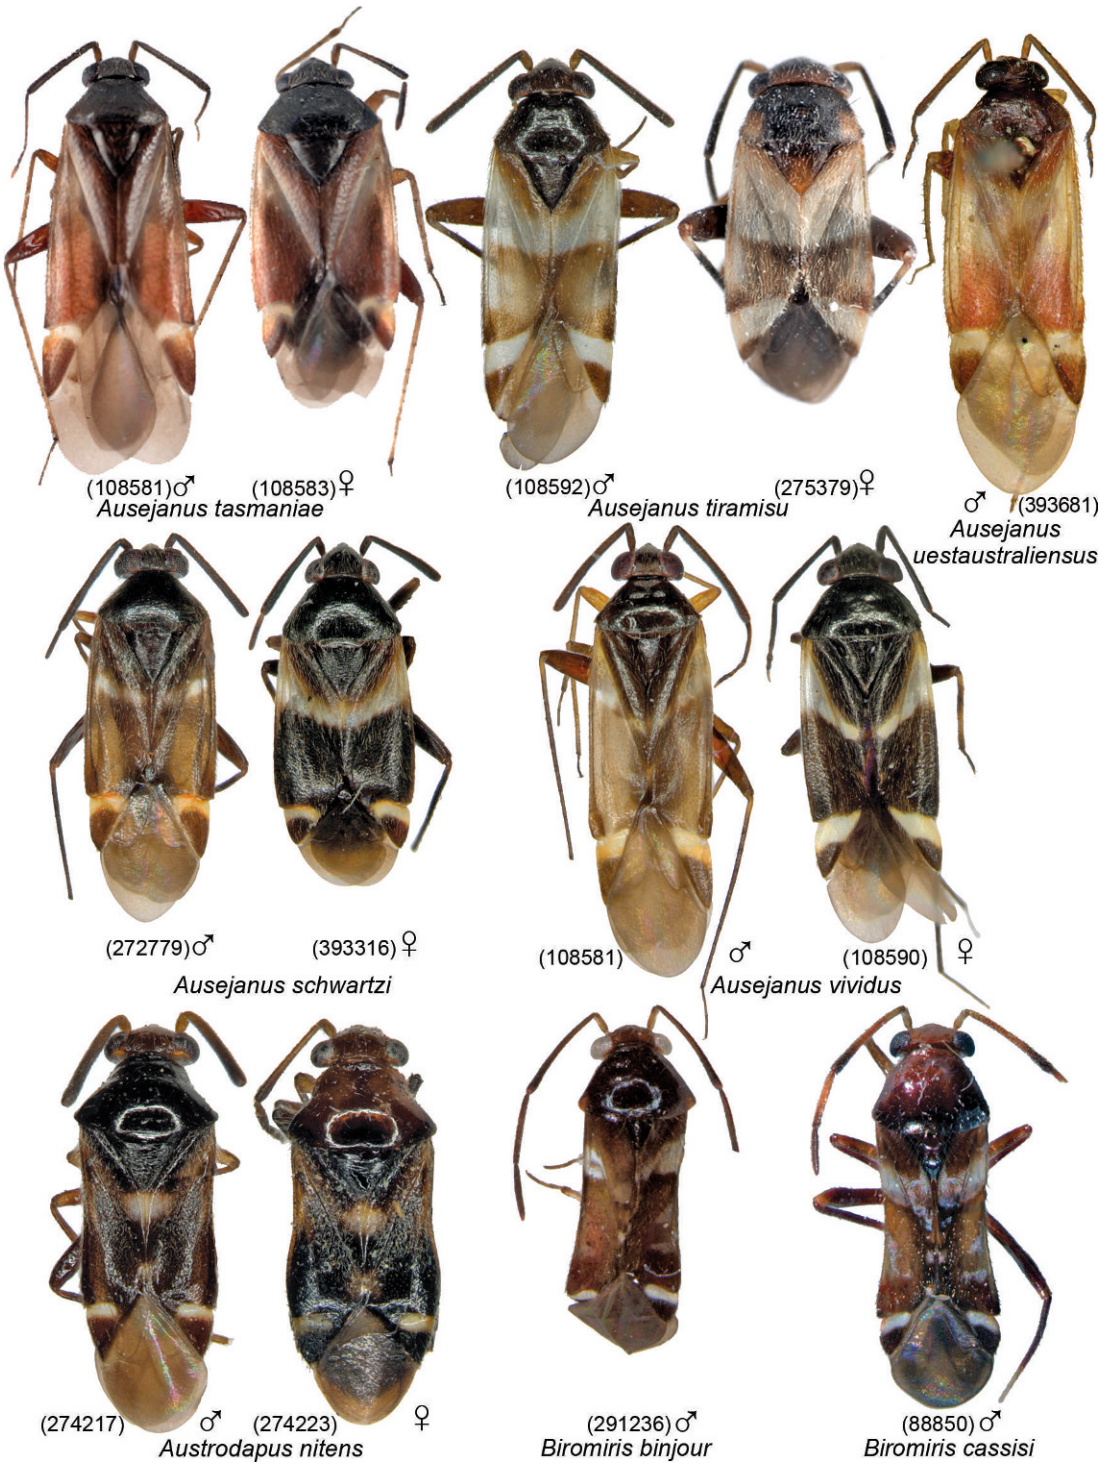 (108581)♂ (108583)♀
Ausejanus tasmaniae
(108592)♂ (275379)♀
Ausejanus tiramisu
♂ (393681)
Ausejanus
uestaustraliensus
(272779)♂ (393316)♀
Ausejanus schwartzi
(108581) ♂ (108590) ♀
Ausejanus vividus
(274217) ♂ (274223) ♀
Austrodapus nitens
(291236)♂
Biromiris binjour
(88850)♂
Biromiris cassisi